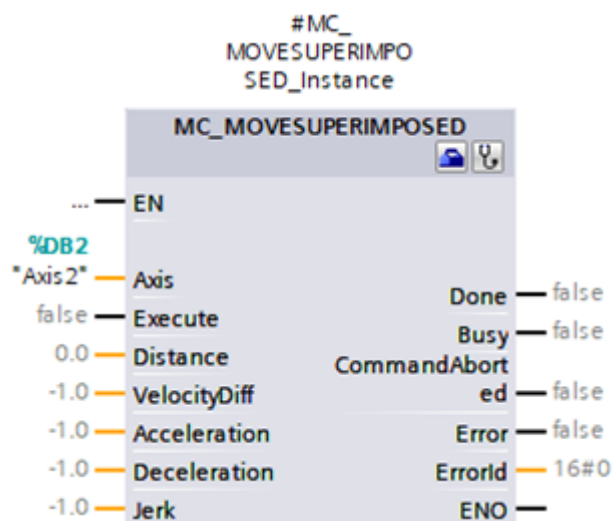 #MC_
MOVESUPERIMPO
SED_Instance
MC_MOVESUPERIMPOSED
... EN
%DB2
"Axis2" Axis
Done false
false Execute
Busy false
0.0 Distance
CommandAbort
ed false
-1.0 VelocityDiff
-1.0 Acceleration
Error false
-1.0 Deceleration
ErrorId 16#0
-1.0 Jerk
ENO